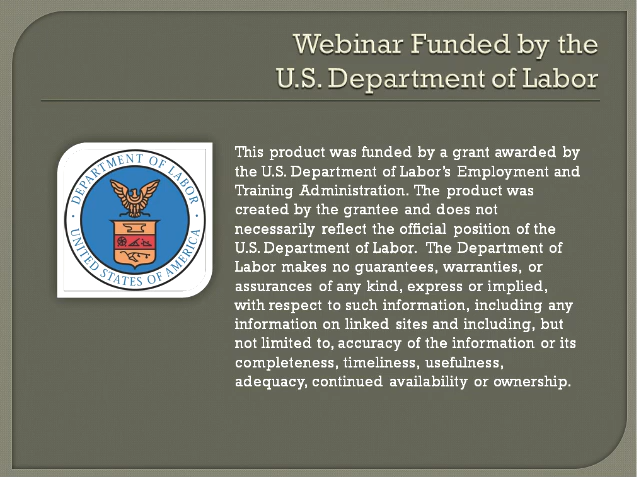 Webinar Funded by the
U.S. Department of Labor
DEPARTMENT OF LABOR
UNITED STATES OF AMERICA
This product was funded by a grant awarded by
the U.S. Department of Labor's Employment and
Training Administration. The product was
created by the grantee and does not
necessarily reflect the official position of the
U.S. Department of Labor.  The Department of
Labor makes no guarantees, warranties, or
assurances of any kind, express or implied,
with respect to such information, including any
information on linked sites and including, but
not limited to, accuracy of the information or its
completeness, timeliness, usefulness,
adequacy, continued availability or ownership.